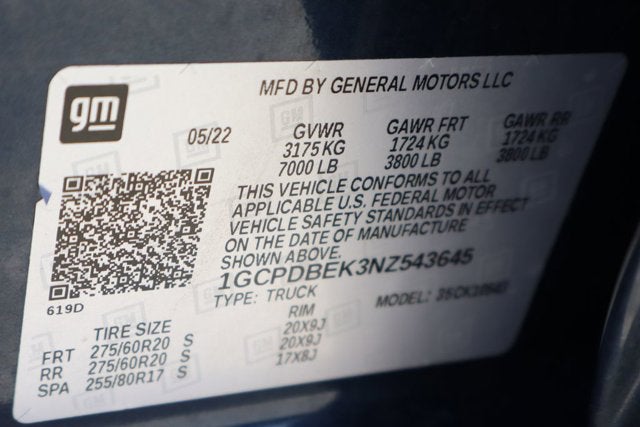 MFD BY GENERAL MOTORS LLC
gm
05/22 GVWR GAWR FRT GAWR RR
3175 KG 1724 KG 1724 KG
7000 LB 3800 LB 3800 LB
THIS VEHICLE CONFORMS TO ALL
APPLICABLE U.S. FEDERAL MOTOR
VEHICLE SAFETY STANDARDS IN EFFECT
ON THE DATE OF MANUFACTURE
SHOWN ABOVE.
1GCPDBEK3NZ543645
619D
TYPE: TRUCK MODEL:
TIRE SIZE RIM
FRT 275/60R20 S 20X9J
RR 275/60R20 S 20X9J
SPA 255/80R17 S 17X8J